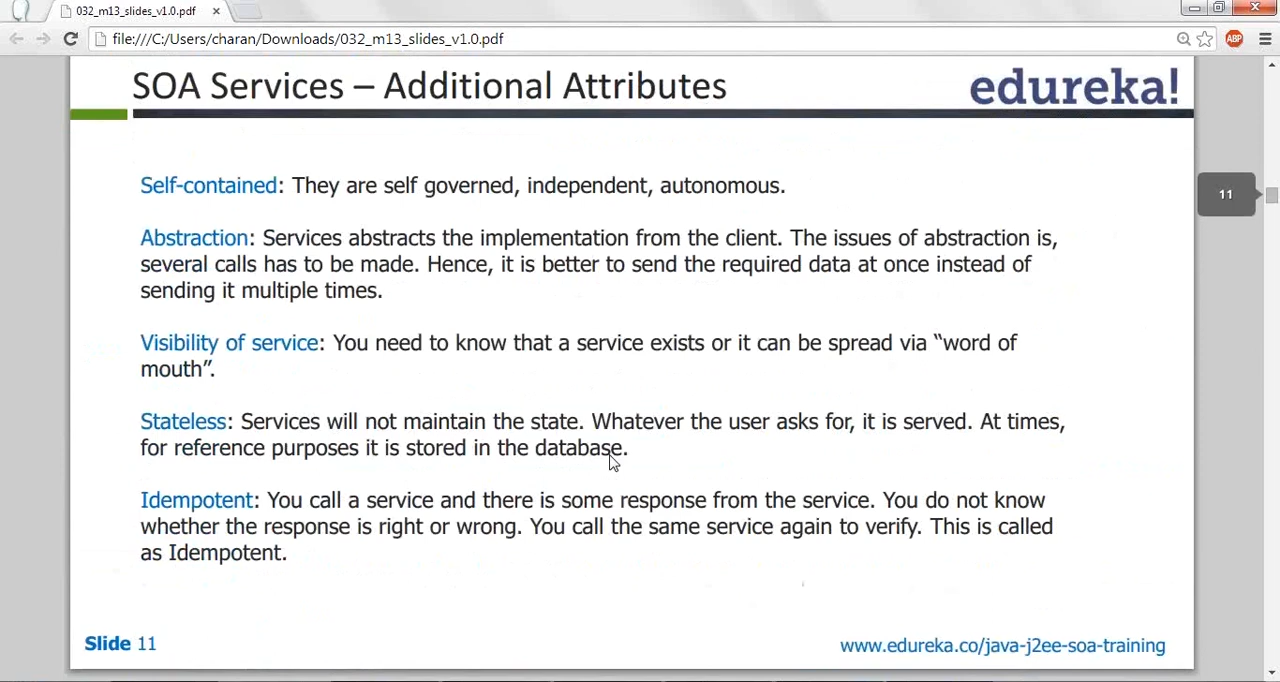 032_m13_slides_v1.0.pdf
file:///C:/Users/charan/Downloads/032_m13_slides_v1.0.pdf
ABP
SOA Services – Additional Attributes
edureka!
Self-contained: They are self governed, independent, autonomous.
11
Abstraction: Services abstracts the implementation from the client. The issues of abstraction is,
several calls has to be made. Hence, it is better to send the required data at once instead of
sending it multiple times.
Visibility of service: You need to know that a service exists or it can be spread via “word of
mouth”.
Stateless: Services will not maintain the state. Whatever the user asks for, it is served. At times,
for reference purposes it is stored in the database.
Idempotent: You call a service and there is some response from the service. You do not know
whether the response is right or wrong. You call the same service again to verify. This is called
as Idempotent.
Slide 11
www.edureka.co/java-j2ee-soa-training